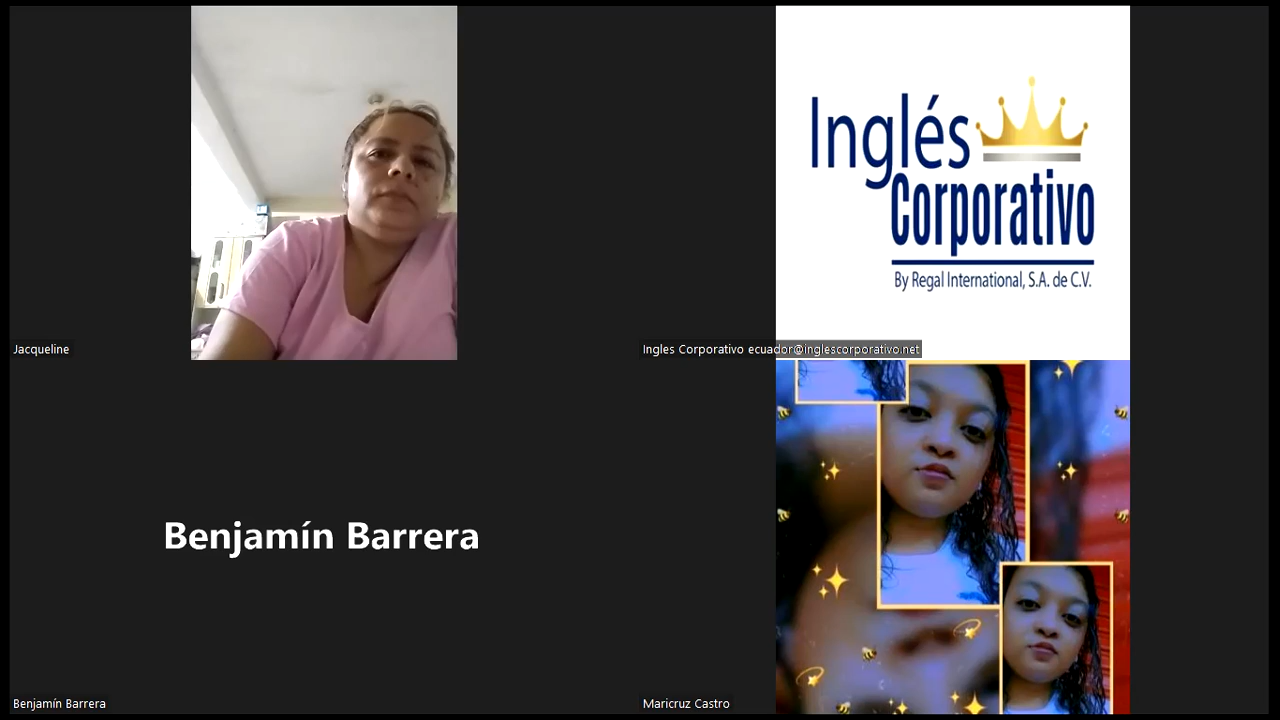 Inglés
Corporativo
By Regal International, S.A. de C.V.
Jacqueline
Ingles Corporativo ecuador@inglescorporativo.net
Benjamín Barrera
Benjamín Barrera
Maricruz Castro